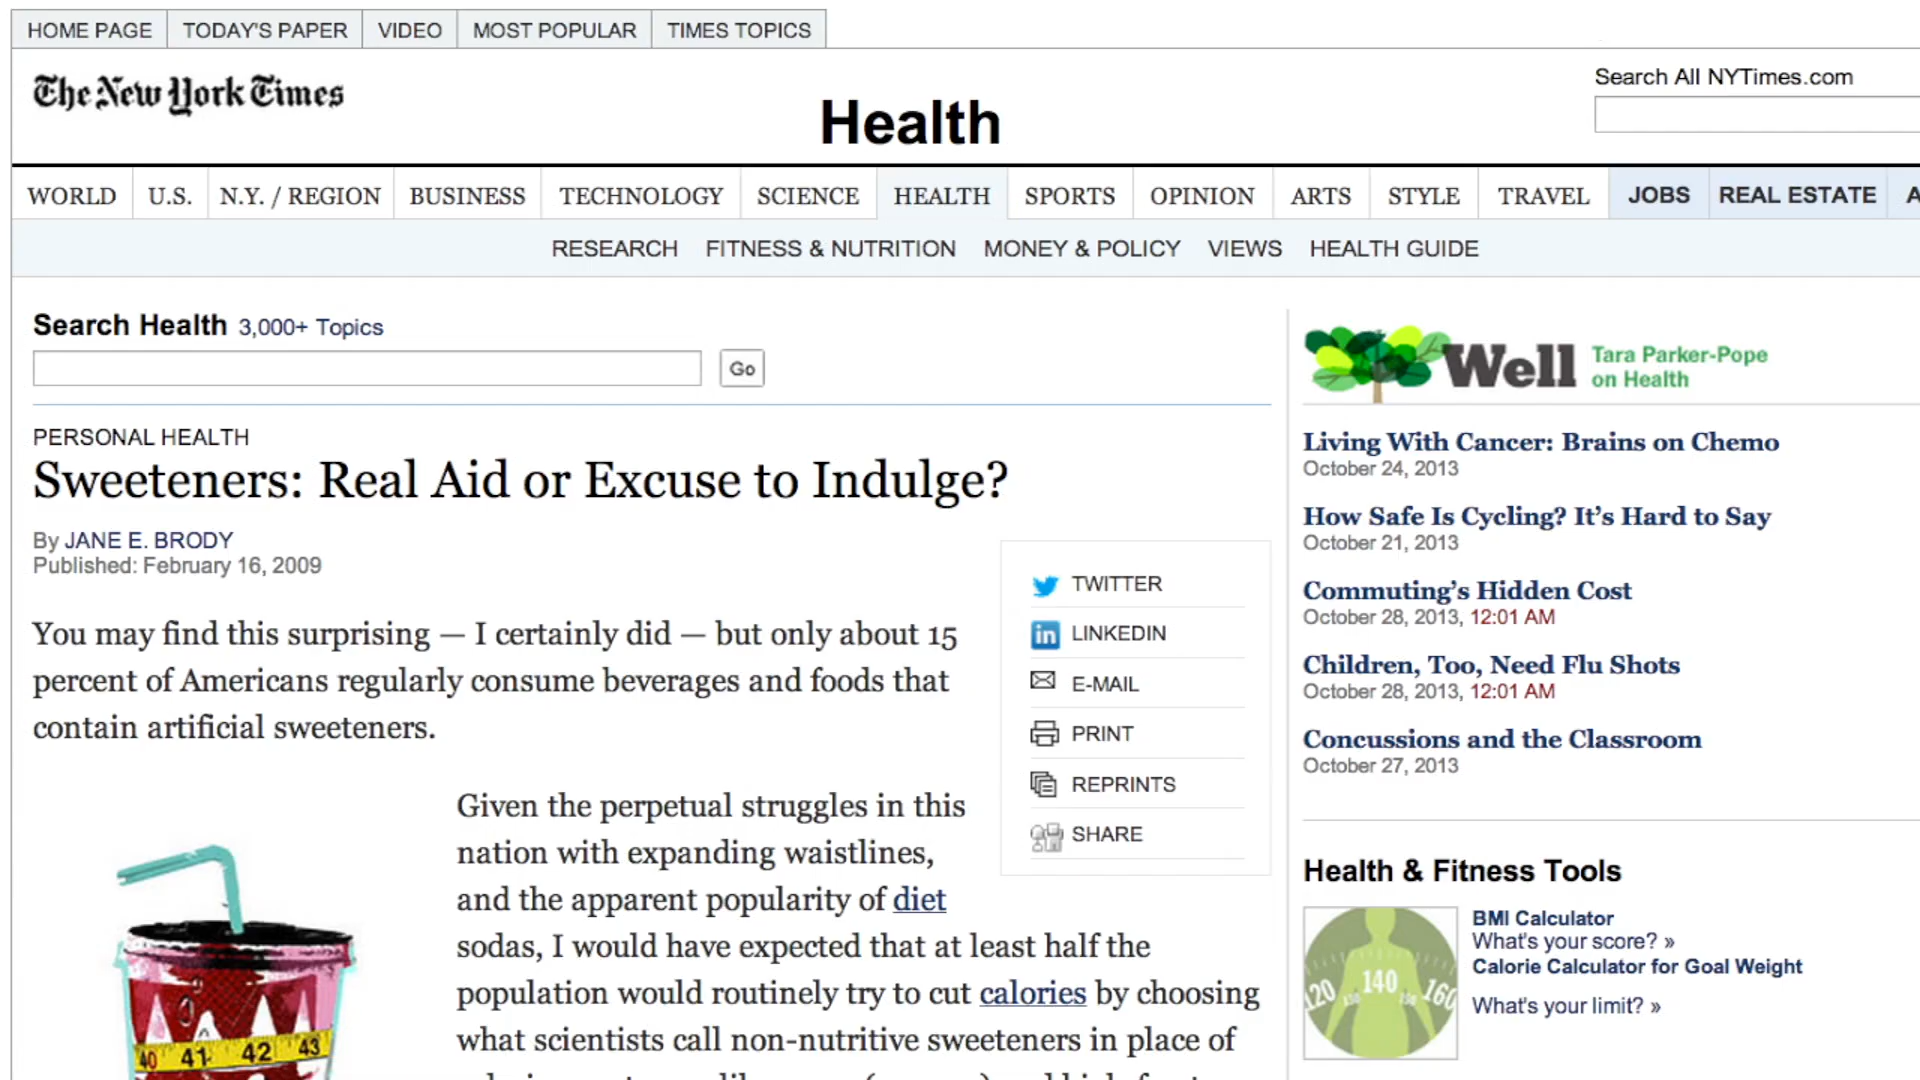 HOME PAGE TODAY'S PAPER VIDEO MOST POPULAR TIMES TOPICS
The New York Times
Health
Search All NYTimes.com
WORLD U.S. N.Y. / REGION BUSINESS TECHNOLOGY SCIENCE HEALTH SPORTS OPINION ARTS STYLE TRAVEL JOBS REAL ESTATE
RESEARCH FITNESS & NUTRITION MONEY & POLICY VIEWS HEALTH GUIDE
Search Health 3,000+ Topics
Go
PERSONAL HEALTH
Sweeteners: Real Aid or Excuse to Indulge?
By JANE E. BRODY
Published: February 16, 2009
You may find this surprising — I certainly did — but only about 15
percent of Americans regularly consume beverages and foods that
contain artificial sweeteners.
Given the perpetual struggles in this
nation with expanding waistlines,
and the apparent popularity of diet
sodas, I would have expected that at least half the
population would routinely try to cut calories by choosing
what scientists call non-nutritive sweeteners in place of
40 41 42 43
TWITTER
LINKEDIN
E-MAIL
PRINT
REPRINTS
SHARE
Well
Tara Parker-Pope
on Health
Living With Cancer: Brains on Chemo
October 24, 2013
How Safe Is Cycling? It's Hard to Say
October 21, 2013
Commuting's Hidden Cost
October 28, 2013, 12:01 AM
Children, Too, Need Flu Shots
October 28, 2013, 12:01 AM
Concussions and the Classroom
October 27, 2013
Health & Fitness Tools
120 140 160
BMI Calculator
What's your score? »
Calorie Calculator for Goal Weight
What's your limit? »